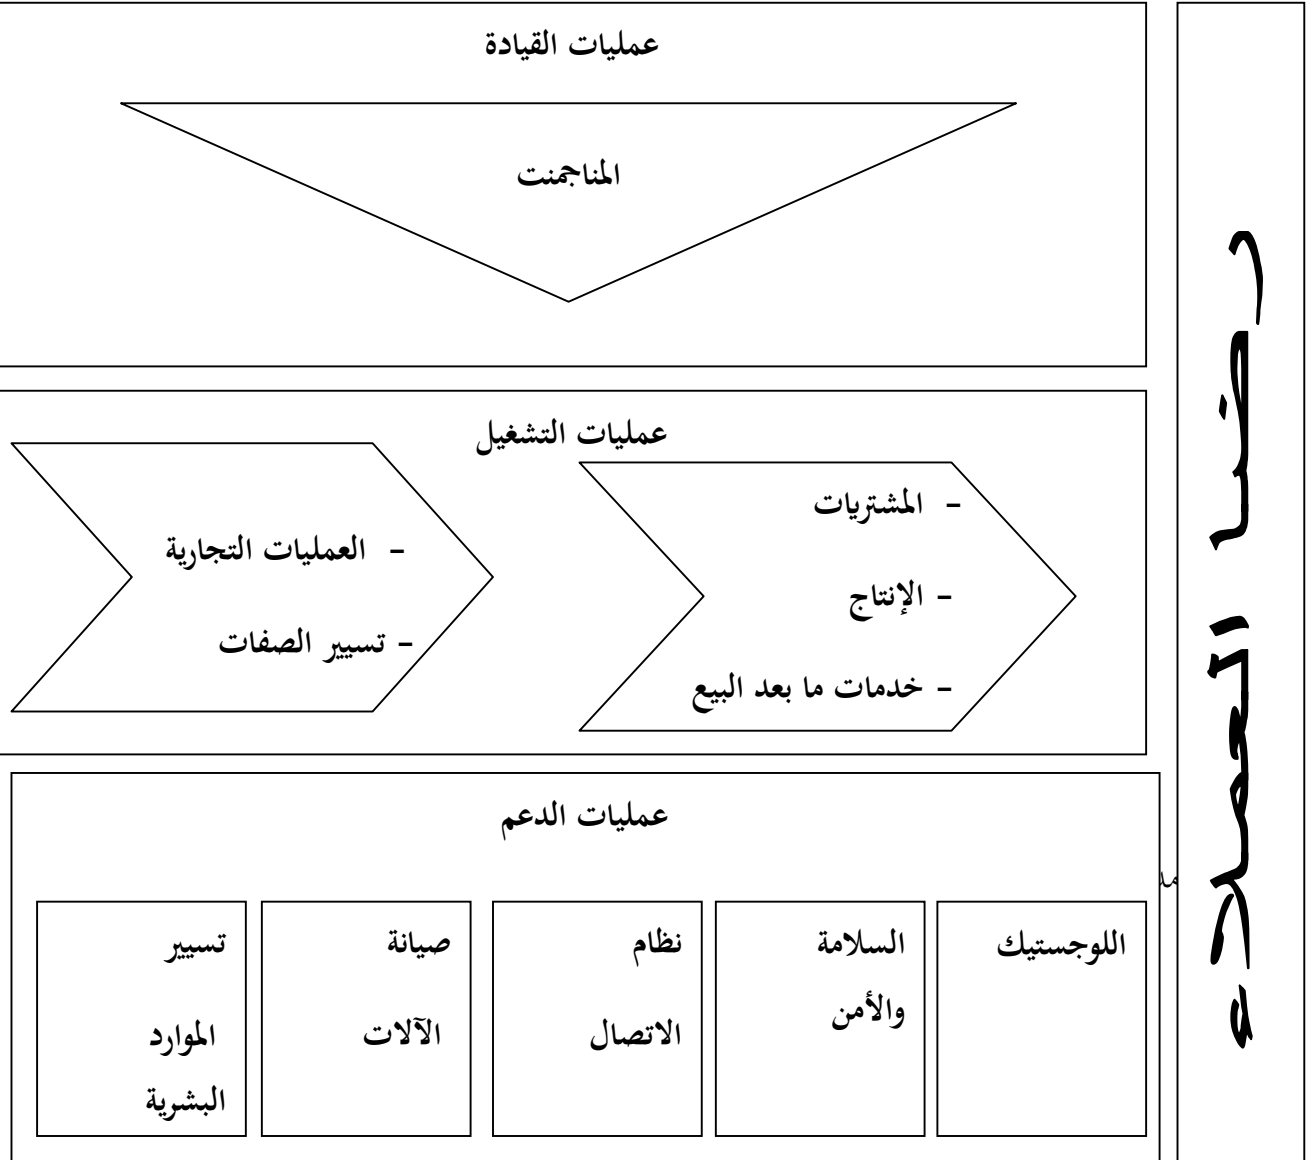 عمليات القيادة
المناجمنت
رضا العملاء
عمليات التشغيل
- المشتريات
- الإنتاج
- خدمات ما بعد البيع
- العمليات التجارية
- تسيير الصفات
عمليات الدعم
اللوجستيك
السلامة
والأمن
نظام
الاتصال
صيانة
الآلات
تسيير
الموارد
البشرية